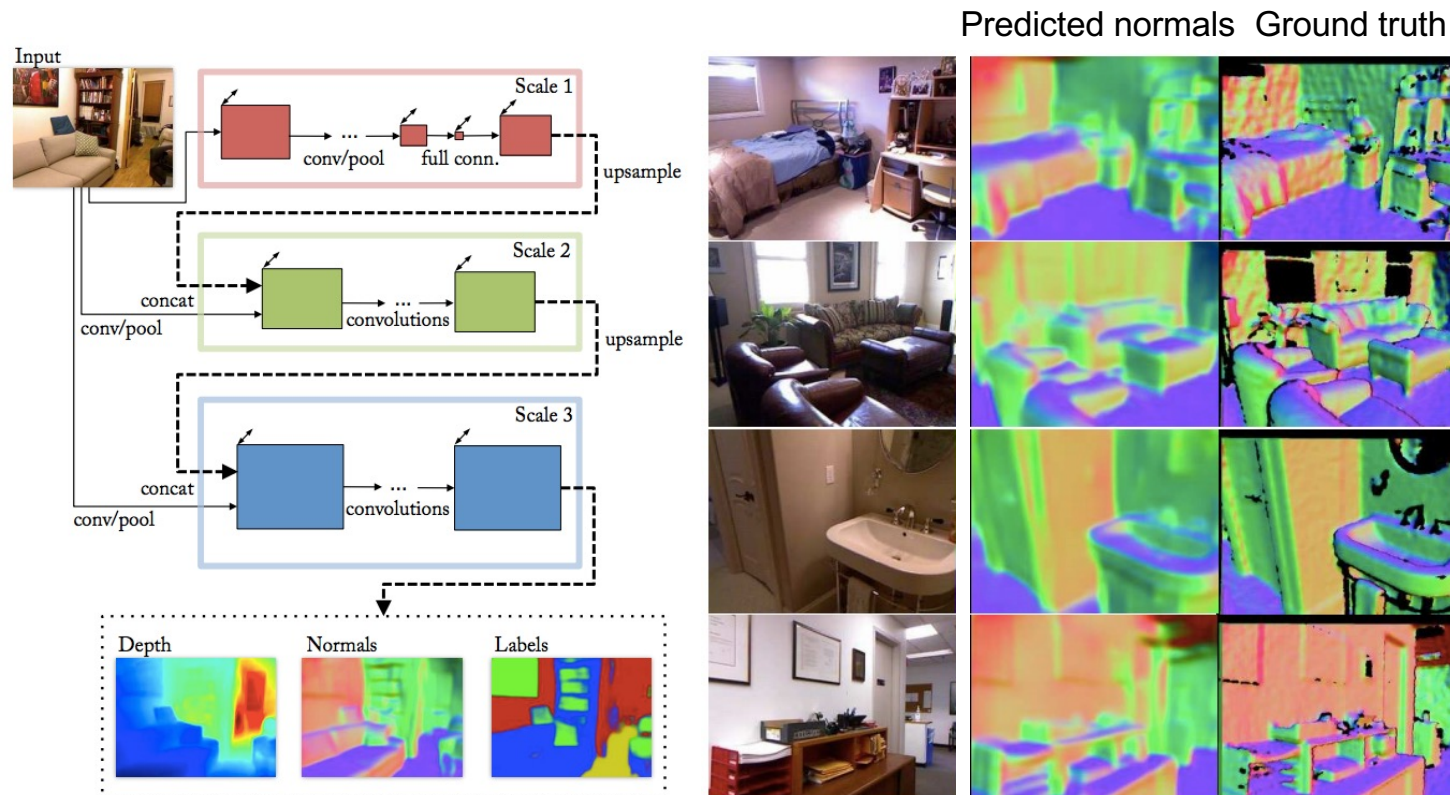 Predicted normals Ground truth
Input
Scale 1
conv/pool
full conn.
upsample
Scale 2
concat
convolutions
conv/pool
upsample
Scale 3
concat
convolutions
conv/pool
Depth
Normals
Labels